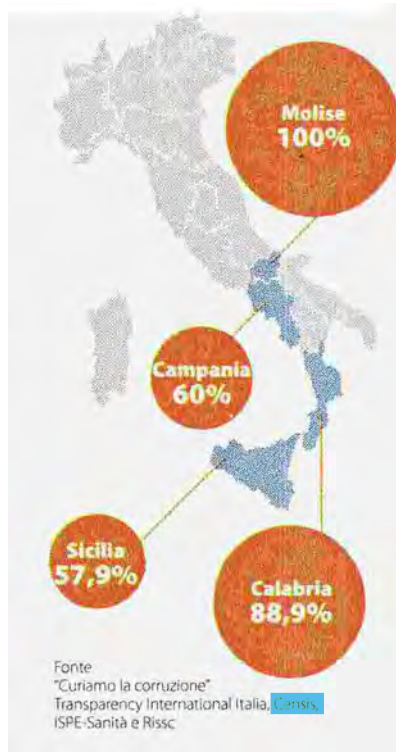 Molise
100%
Campania
60%
Sicilia
57,9%
Calabria
88,9%
Fonte
"Curiamo la corruzione"
Transparency International Italia, Censis,
ISPE-Sanità e Rissc